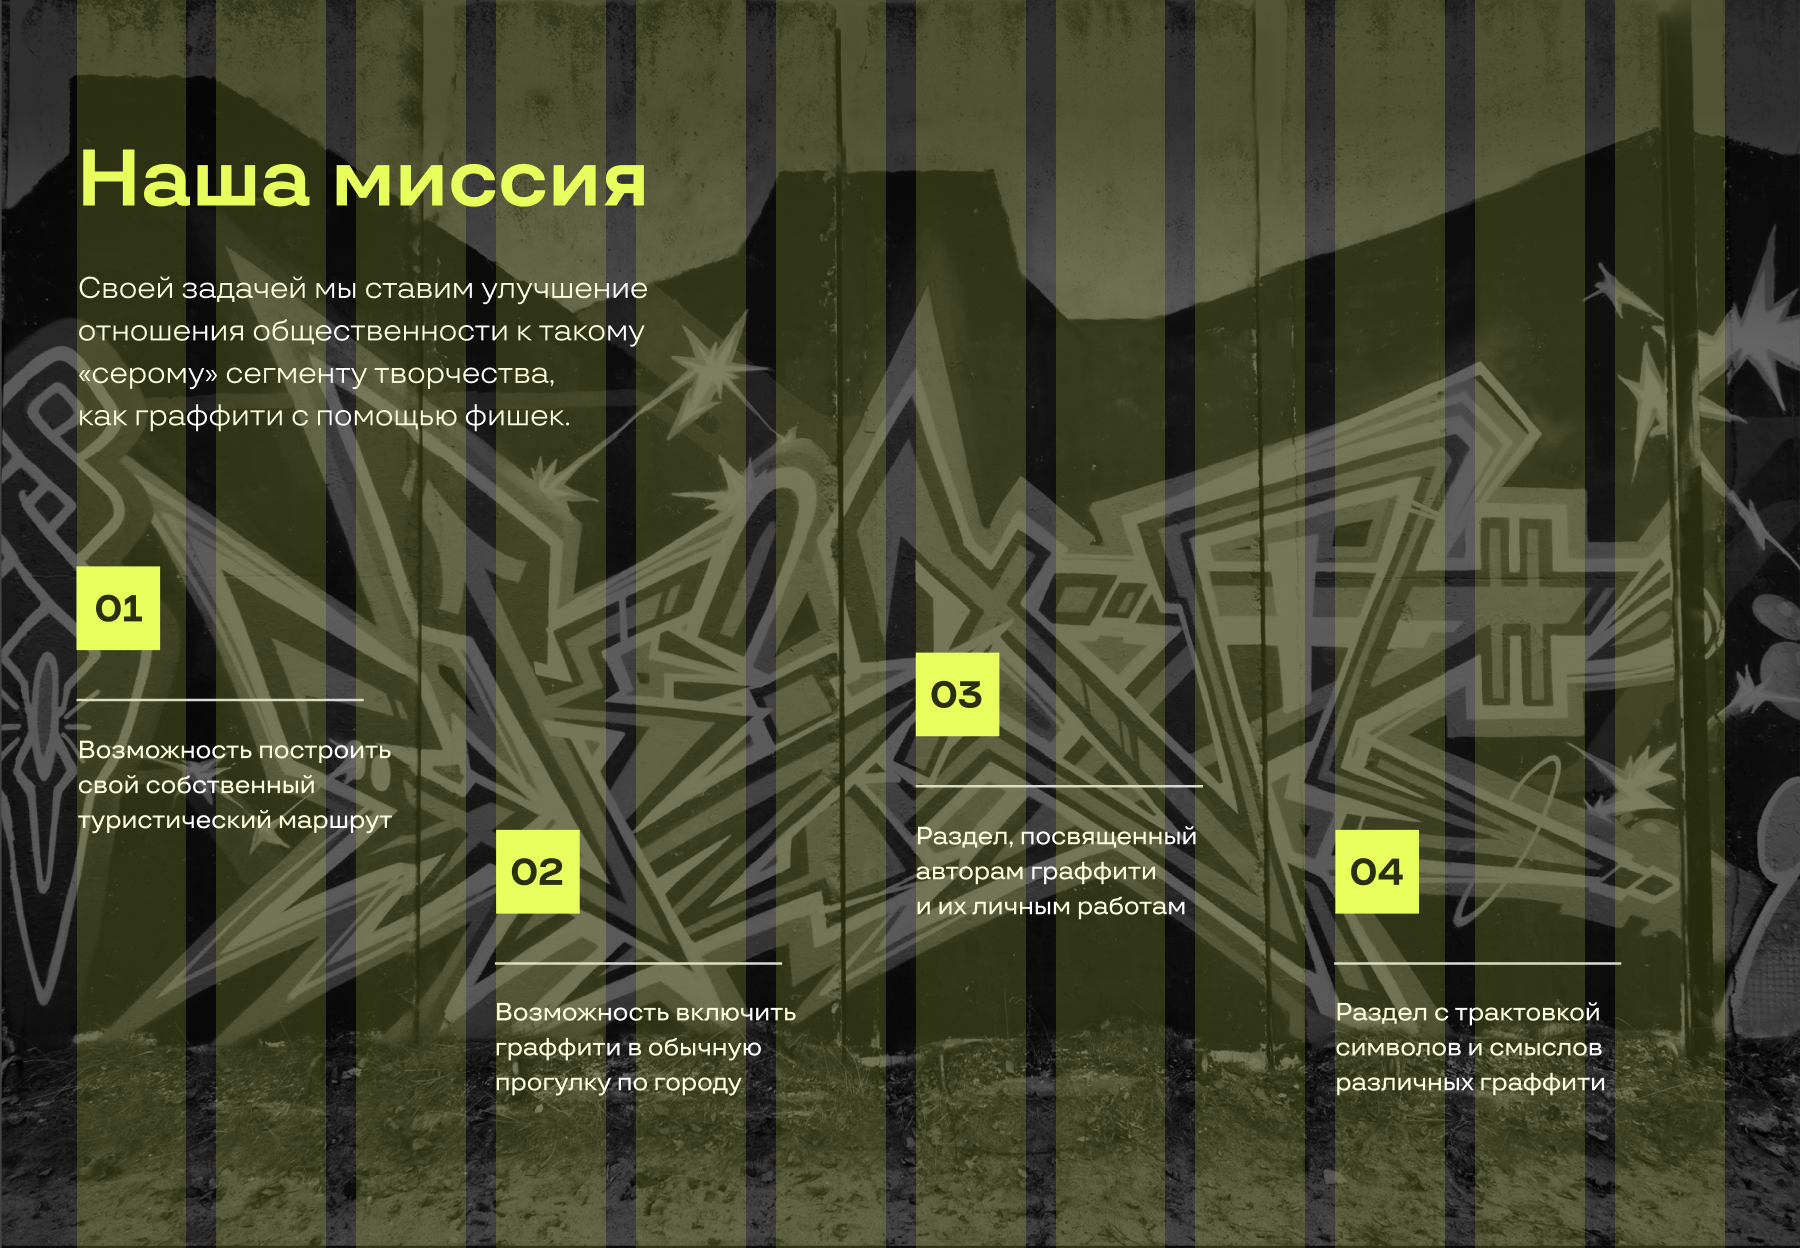 Наша миссия
Своей задачей мы ставим улучшение
отношения общественности к такому
«серому» сегменту творчества,
как граффити с помощью фишек.
01
Возможность построить
свой собственный
туристический маршрут
02
Возможность включить
граффити в обычную
прогулку по городу
03
Раздел, посвященный
авторам граффити
и их личным работам
04
Раздел с трактовкой
символов и смыслов
различных граффити